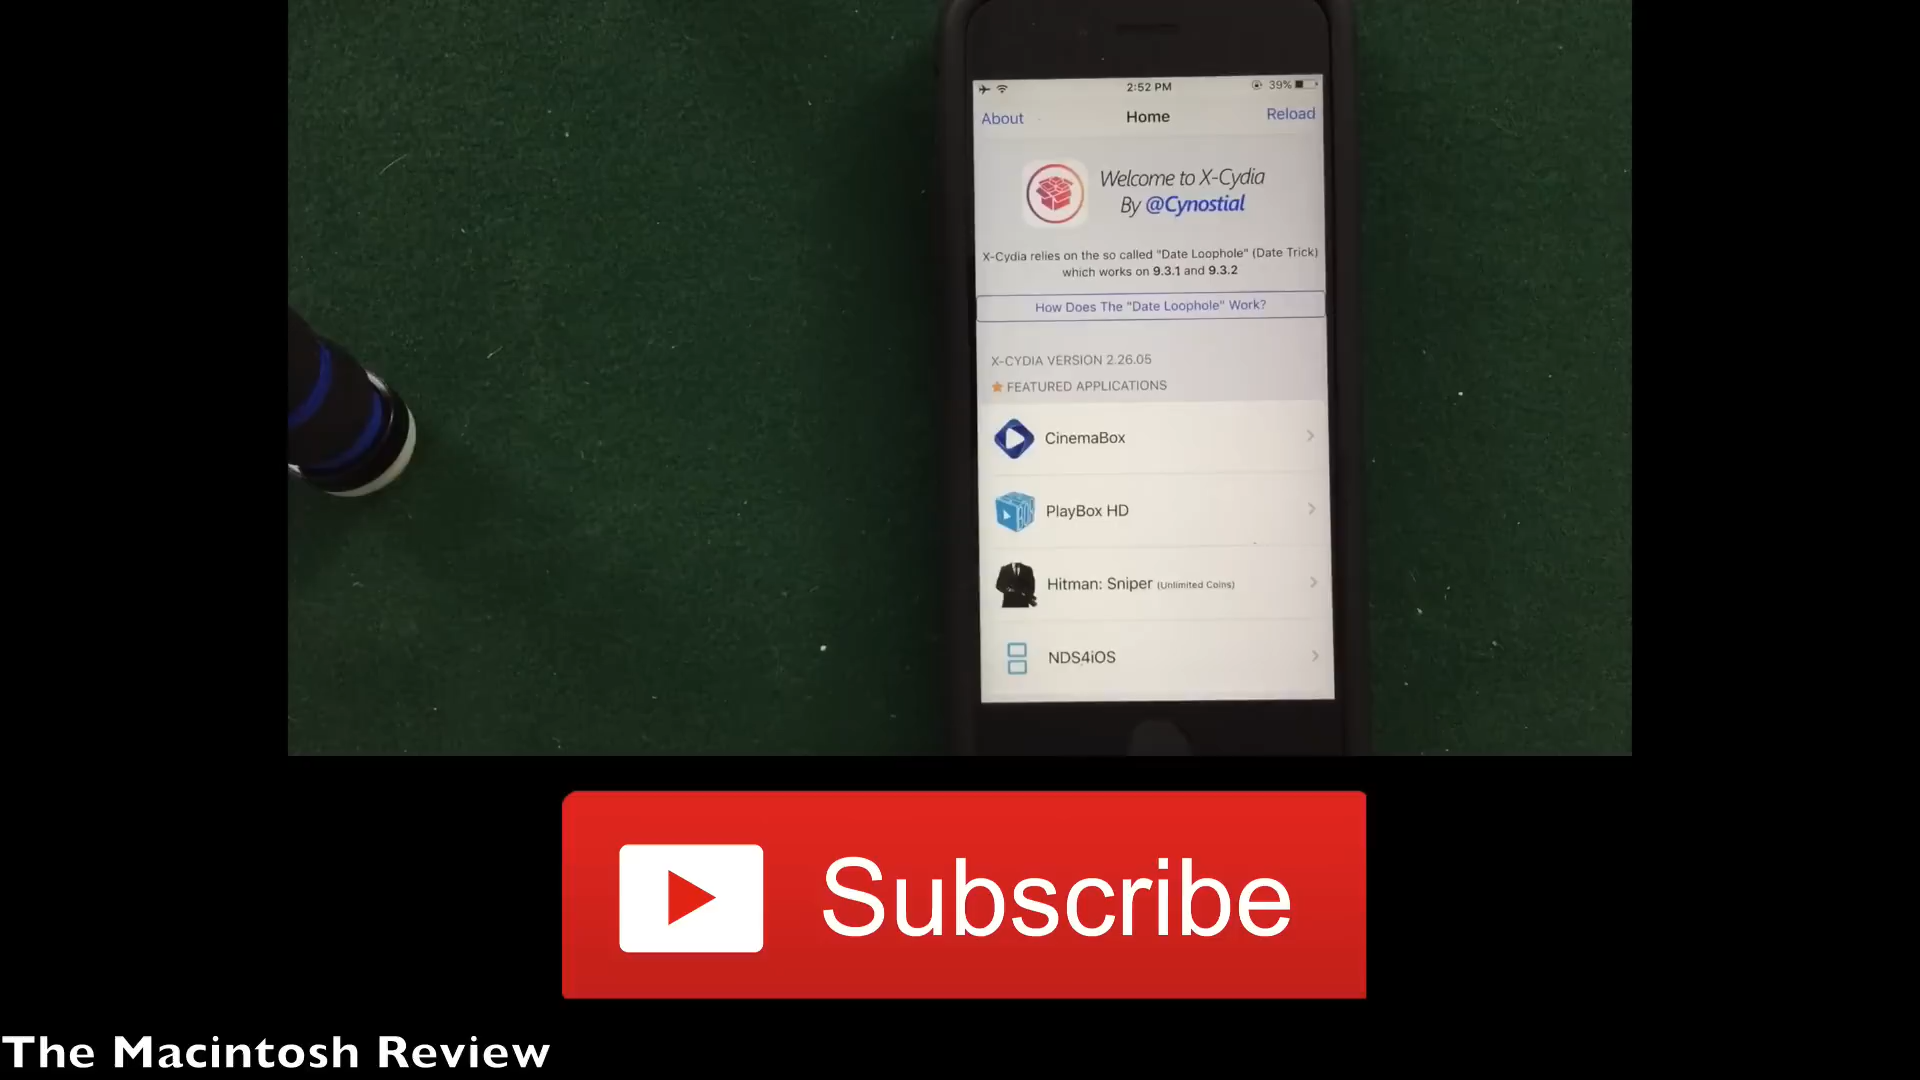 2:52 PM
39%
About
Home
Reload
Welcome to X-Cydia
By @Cynostial
X-Cydia relies on the so called "Date Loophole" (Date Trick)
which works on 9.3.1 and 9.3.2
How Does The "Date Loophole" Work?
X-CYDIA VERSION 2.26.05
FEATURED APPLICATIONS
CinemaBox
PlayBox HD
Hitman: Sniper (Unlimited Coins)
NDS4iOS
Subscribe
The Macintosh Review